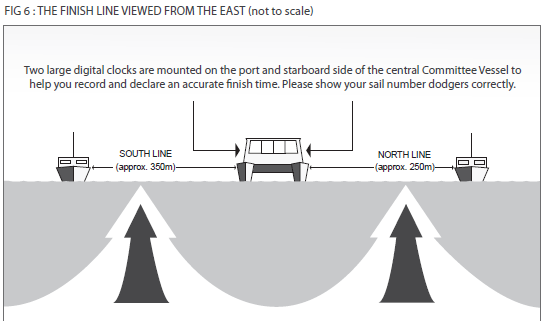 FIG 6 : THE FINISH LINE VIEWED FROM THE EAST (not to scale)
Two large digital clocks are mounted on the port and starboard side of the central Committee Vessel to
help you record and declare an accurate finish time. Please show your sail number dodgers correctly.
SOUTH LINE
(approx. 350m)
NORTH LINE
(approx. 250m)